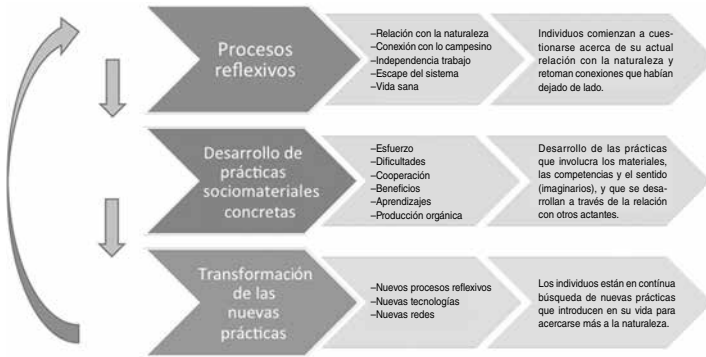 Procesos
reflexivos
–Relación con la naturaleza
–Conexión con lo campesino
–Independencia trabajo
–Escape del sistema
–Vida sana
Individuos comienzan a cues-
tionarse acerca de su actual
relación con la naturaleza y
retoman conexiones que habían
dejado de lado.
Desarrollo de
prácticas
sociomateriales
concretas
–Esfuerzo
–Dificultades
–Cooperación
–Beneficios
–Aprendizajes
–Producción orgánica
Desarrollo de las prácticas
que involucra los materiales,
las competencias y el sentido
(imaginarios), y que se desa-
rrollan a través de la relación
con otros actantes.
Transformación
de las
nuevas
prácticas
–Nuevos procesos reflexivos
–Nuevas tecnologías
–Nuevas redes
Los individuos están en contínua
búsqueda de nuevas prácticas
que introducen en su vida para
acercarse más a la naturaleza.